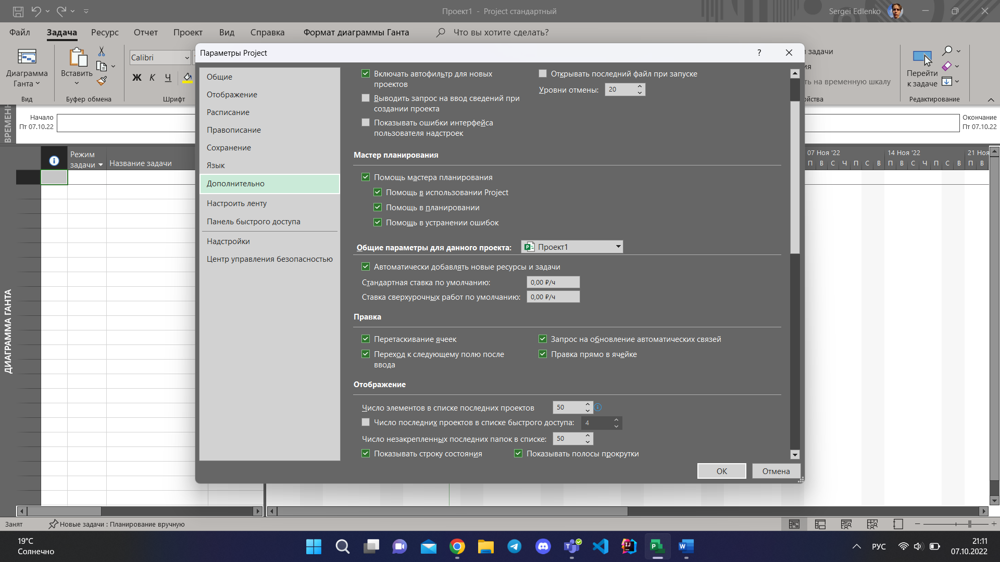 Проект1 - Project стандартный
Sergei Edlenko
Файл
Задача
Ресурс
Отчет
Проект
Вид
Справка
Формат диаграммы Ганта
Что вы хотите сделать?
Диаграмма
Ганта
Вид
Вставить
Буфер обмена
Calibri
Ж К Ч
Шрифт
задачи
ть на временную шкалу
Перейти
к задаче
Редактирование
Параметры Project
?
Общие
Отображение
Расписание
Правописание
Сохранение
Язык
Дополнительно
Настроить ленту
Панель быстрого доступа
Надстройки
Центр управления безопасностью
Включать автофильтр для новых
проектов
Выводить запрос на ввод сведений при
создании проекта
Показывать ошибки интерфейса
пользователя надстроек
Открывать последний файл при запуске
Уровни отмены: 20
Мастер планирования
Помощь мастера планирования
Помощь в использовании Project
Помощь в планировании
Помощь в устранении ошибок
Общие параметры для данного проекта: Проект1
Автоматически добавлять новые ресурсы и задачи
Стандартная ставка по умолчанию: 0,00 ₽/ч
Ставка сверхурочных работ по умолчанию: 0,00 ₽/ч
Правка
Перетаскивание ячеек
Переход к следующему полю после
ввода
Запрос на обновление автоматических связей
Правка прямо в ячейке
Отображение
Число элементов в списке последних проектов 50
Число последних проектов в списке быстрого доступа: 4
Число незакрепленных последних папок в списке: 50
Показывать строку состояния
Показывать полосы прокрутки
ОК
Отмена
ВРЕМЕНН
Начало
Пт 07.10.22
Окончание
Пт 07.10.22
Режим
задачи
Название задачи
07 Ноя '22
14 Ноя '22
21 Ноя
П В С Ч П С В П В С Ч П С В П В
ДИАГРАММА ГАНТА
Занят
Новые задачи : Планирование вручную
19°C
Солнечно
РУС
21:11
07.10.2022